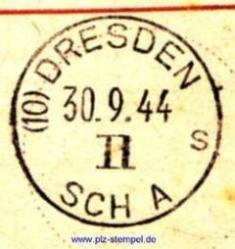 (10) DRESDEN
30.9.44
II
S
SCH A
www.plz-stempel.de